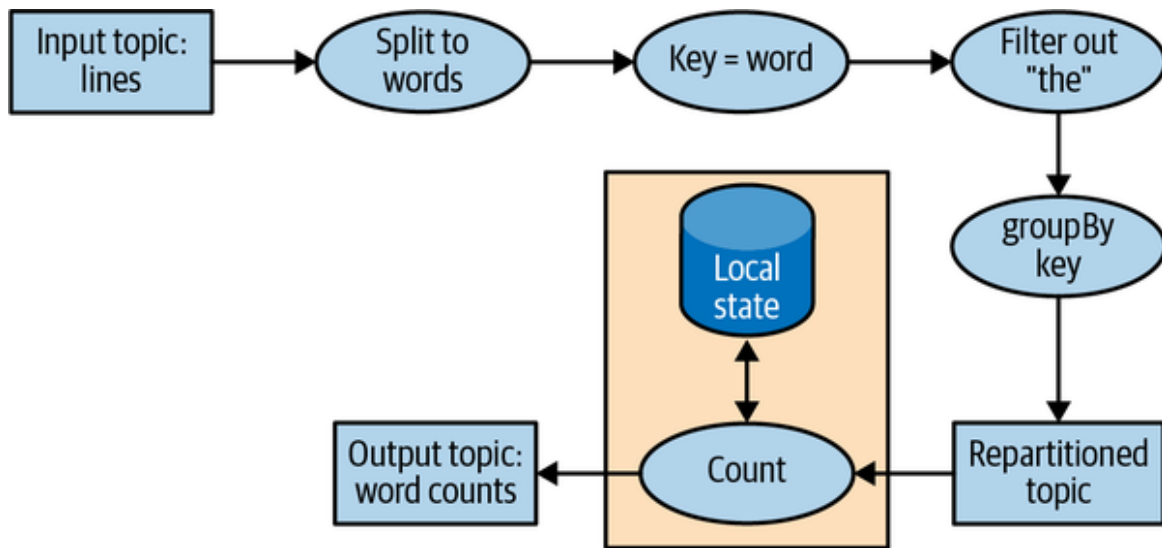 Input topic:
lines
Split to
words
Key = word
Filter out
"the"
groupBy
key
Local
state
Repartitioned
topic
Count
Output topic:
word counts